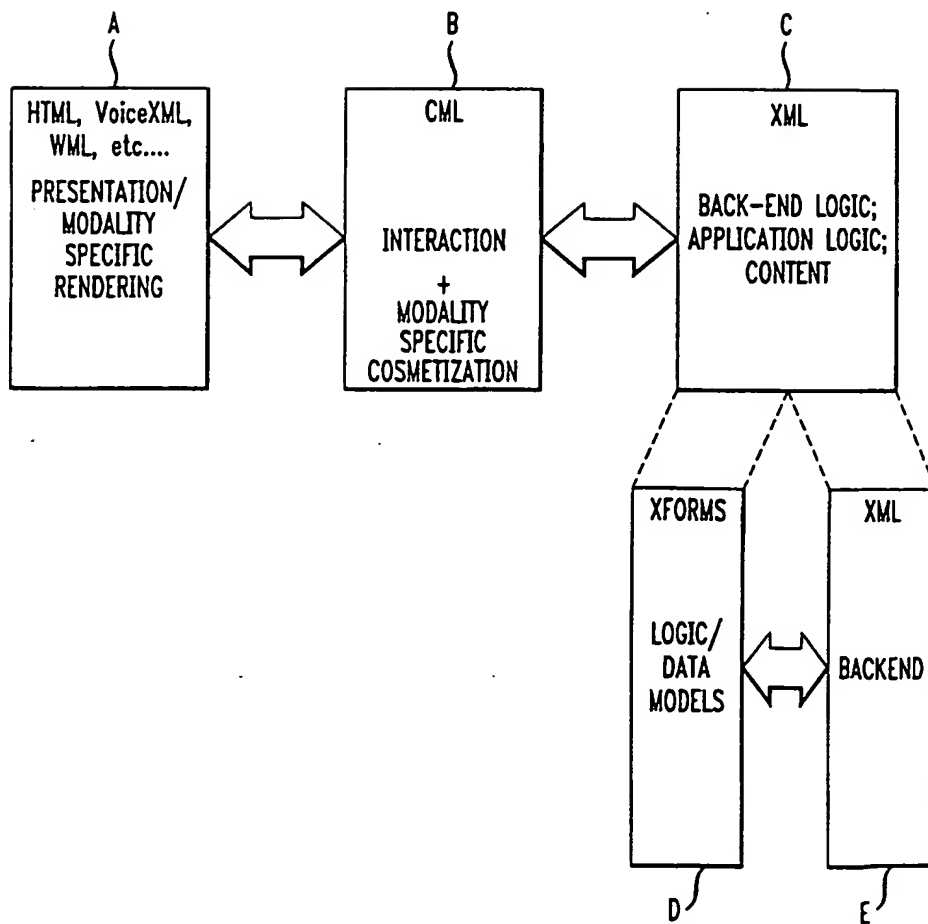 A
B
C
HTML, VoiceXML,
WML, etc....
PRESENTATION/
MODALITY
SPECIFIC
RENDERING
CML
INTERACTION
+
MODALITY
SPECIFIC
COSMETIZATION
XML
BACK-END LOGIC;
APPLICATION LOGIC;
CONTENT
XFORMS
LOGIC/
DATA
MODELS
XML
BACKEND
D
E